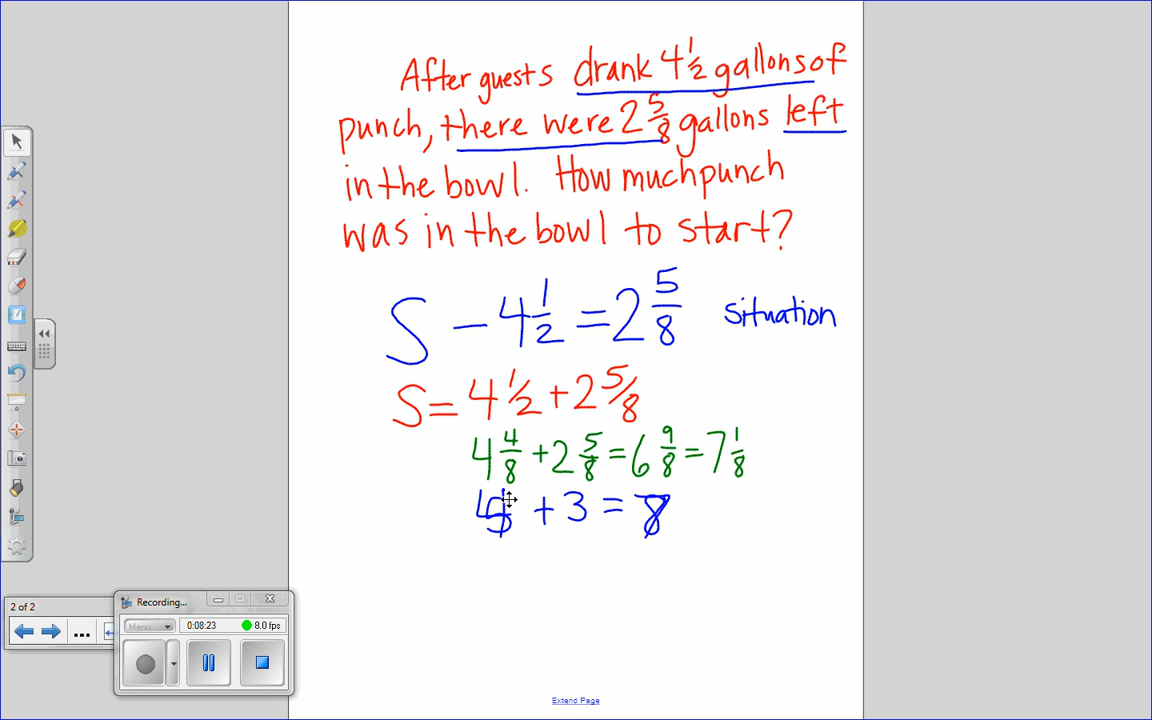 After guests drank 4 1/2 gallons of
punch, there were 2 5/8 gallons left
in the bowl. How much punch
was in the bowl to start?
S - 4 1/2 = 2 5/8 situation
S = 4 1/2 + 2 5/8
4 4/8 + 2 5/8 = 6 9/8 = 7 1/8
+ 3 =
2 of 2
Recording...
Menu
0:08:23
8.0 fps
Extend Page